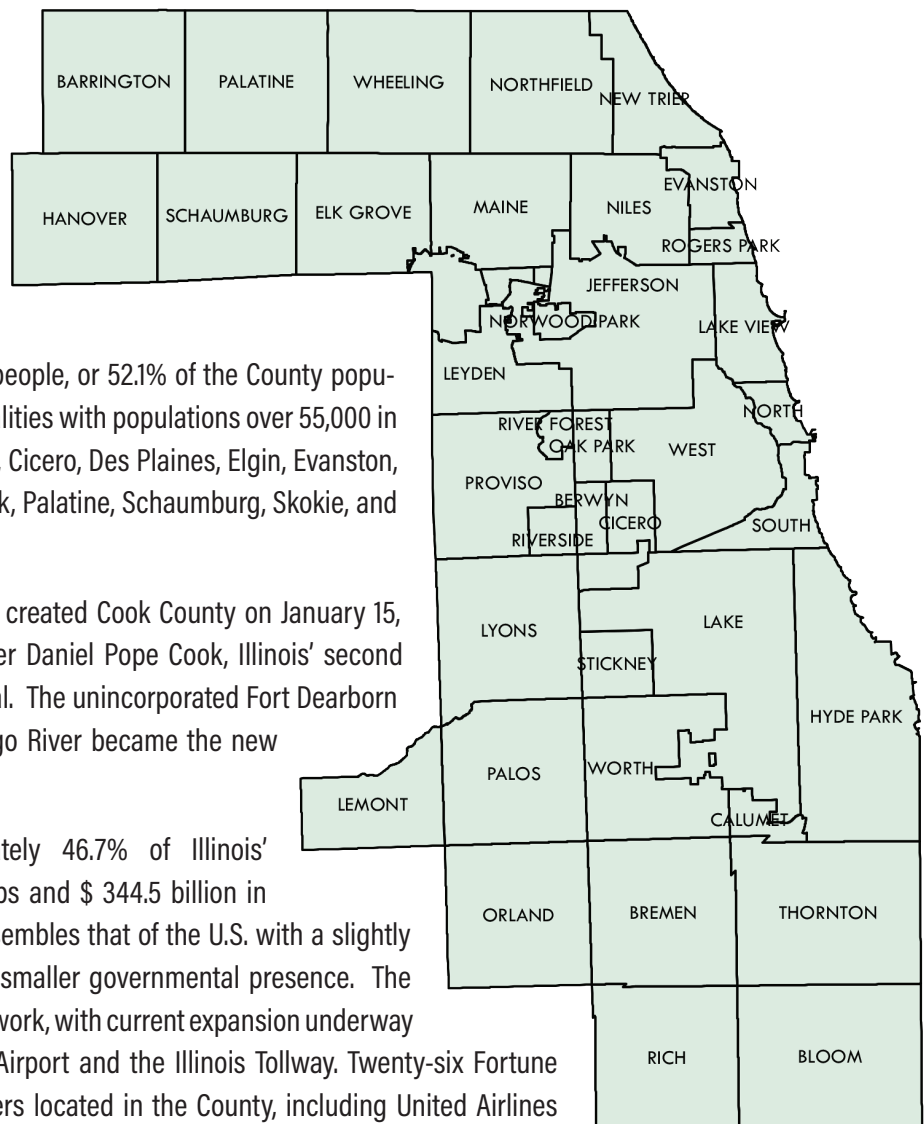 BARRINGTON PALATINE WHEELING NORTHFIELD NEW TRIER
HANOVER SCHAUMBURG ELK GROVE MAINE NILES EVANSTON
ROGERS PARK
JEFFERSON
NORWOOD PARK LAKE VIEW
LEYDEN
NORTH
RIVER FOREST
OAK PARK WEST
PROVISO
BERWYN
CICERO
SOUTH
RIVERSIDE
LYONS
LAKE
STICKNEY
HYDE PARK
PALOS WORTH
LEMONT
CALUMET
ORLAND BREMEN THORNTON
RICH BLOOM
people, or 52.1% of the County popu-
lities with populations over 55,000 in
, Cicero, Des Plaines, Elgin, Evanston,
k, Palatine, Schaumburg, Skokie, and
created Cook County on January 15,
er Daniel Pope Cook, Illinois’ second
al. The unincorporated Fort Dearborn
go River became the new
tely 46.7% of Illinois’
bs and $ 344.5 billion in
sembles that of the U.S. with a slightly
smaller governmental presence. The
work, with current expansion underway
Airport and the Illinois Tollway. Twenty-six Fortune
ers located in the County, including United Airlines